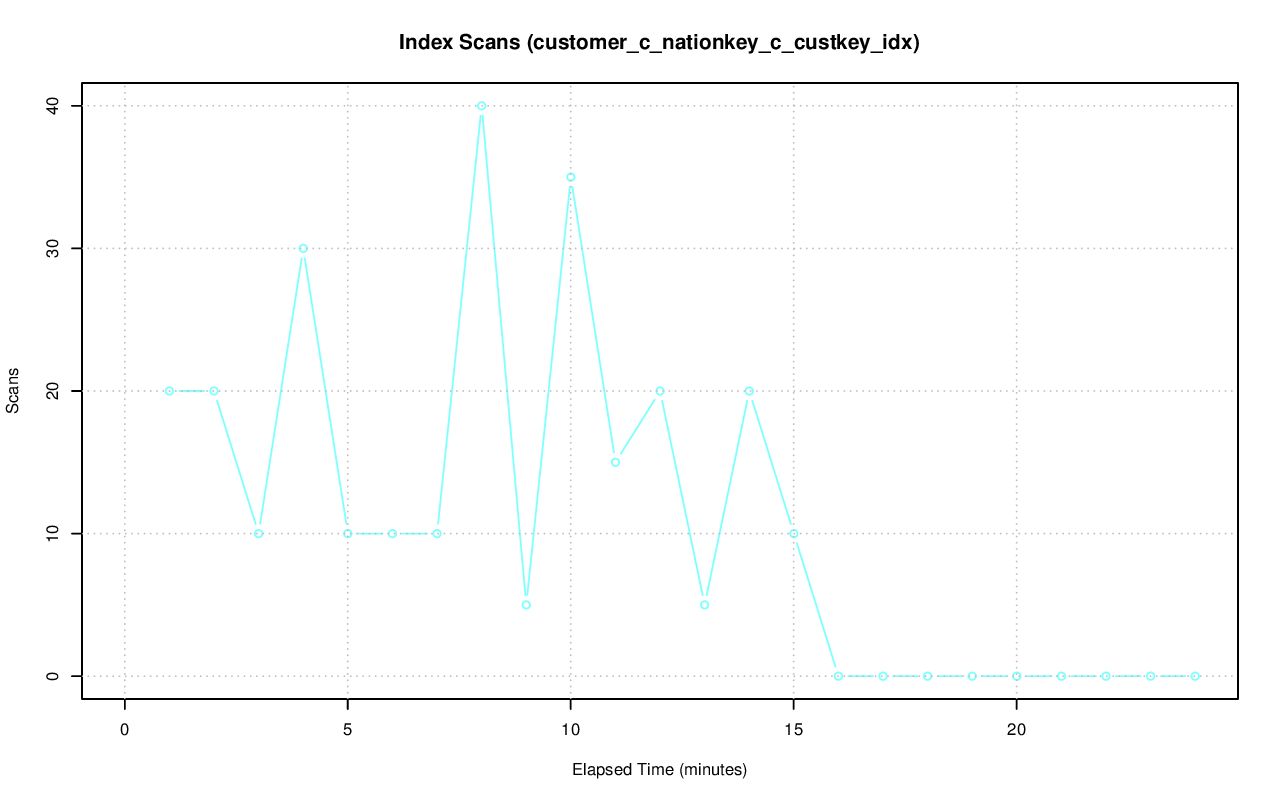 Index Scans (customer_c_nationkey_c_custkey_idx)
Scans
40
30
20
10
0
0 5 10 15 20
Elapsed Time (minutes)